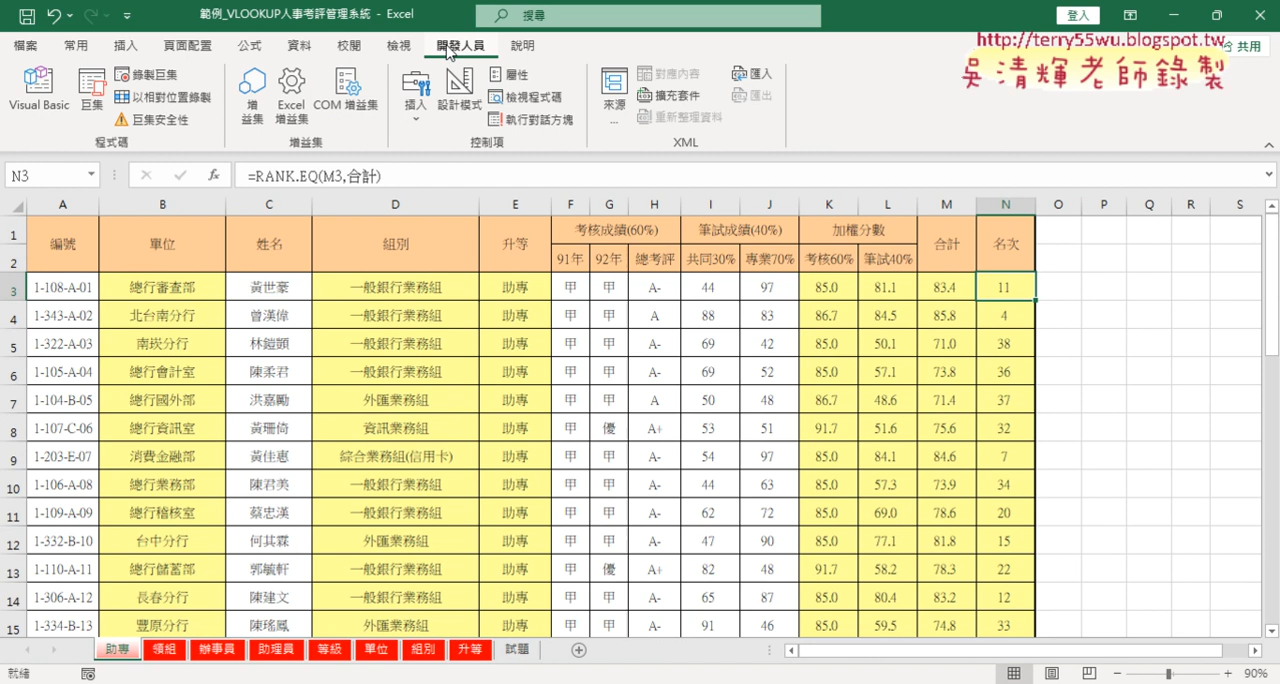 範例_VLOOKUP人事考評管理系統 - Excel
搜尋
登入
檔案 常用 插入 頁面配置 公式 資料 校閱 檢視 開發人員 說明
共用
http://terry55wu.blogspot.tw
吳清輝老師錄製
Visual Basic 巨集 錄製巨集 以相對位置錄製 巨集安全性
增益集 Excel 增益集 COM 增益集
插入 設計模式 屬性 檢視程式碼 執行對話方塊
來源... 對應內容 擴充套件 重新整理資料 匯入 匯出
程式碼 增益集 控制項 XML
N3 =RANK.EQ(M3,合計)
A B C D E F G H I J K L M N O P Q R S
1 編號 單位 姓名 組別 升等 考核成績(60%) 筆試成績(40%) 加權分數 合計 名次
2 91年 92年 總考評 共同30% 專業70% 考核60% 筆試40%
3 1-108-A-01 總行審查部 黃世豪 一般銀行業務組 助專 甲 甲 A- 44 97 85.0 81.1 83.4 11
4 1-343-A-02 北台南分行 曾漢偉 一般銀行業務組 助專 甲 甲 A 88 83 86.7 84.5 85.8 4
5 1-322-A-03 南崁分行 林鎧顗 一般銀行業務組 助專 甲 甲 A- 69 42 85.0 50.1 71.0 38
6 1-105-A-04 總行會計室 陳柔君 一般銀行業務組 助專 甲 甲 A- 69 52 85.0 57.1 73.8 36
7 1-104-B-05 總行國外部 洪嘉勵 外匯業務組 助專 甲 甲 A 50 48 86.7 48.6 71.4 37
8 1-107-C-06 總行資訊室 黃珊倚 資訊業務組 助專 甲 優 A+ 53 51 91.7 51.6 75.6 32
9 1-203-E-07 消費金融部 黃佳惠 綜合業務組(信用卡) 助專 甲 甲 A- 54 97 85.0 84.1 84.6 7
10 1-106-A-08 總行業務部 陳君美 一般銀行業務組 助專 甲 甲 A- 44 63 85.0 57.3 73.9 34
11 1-109-A-09 總行稽核室 蔡忠漢 一般銀行業務組 助專 甲 甲 A- 62 72 85.0 69.0 78.6 20
12 1-332-B-10 台中分行 何其霖 外匯業務組 助專 甲 甲 A- 47 90 85.0 77.1 81.8 15
13 1-110-A-11 總行儲蓄部 郭毓軒 一般銀行業務組 助專 甲 優 A+ 82 48 91.7 58.2 78.3 22
14 1-306-A-12 長春分行 陳建文 一般銀行業務組 助專 甲 甲 A- 65 87 85.0 80.4 83.2 12
15 1-334-B-13 豐原分行 陳瑤鳳 外匯業務組 助專 甲 甲 A- 91 46 85.0 59.5 74.8 33
助專 領組 辦事員 助理員 等級 單位 組別 升等 試題
就緒
90%